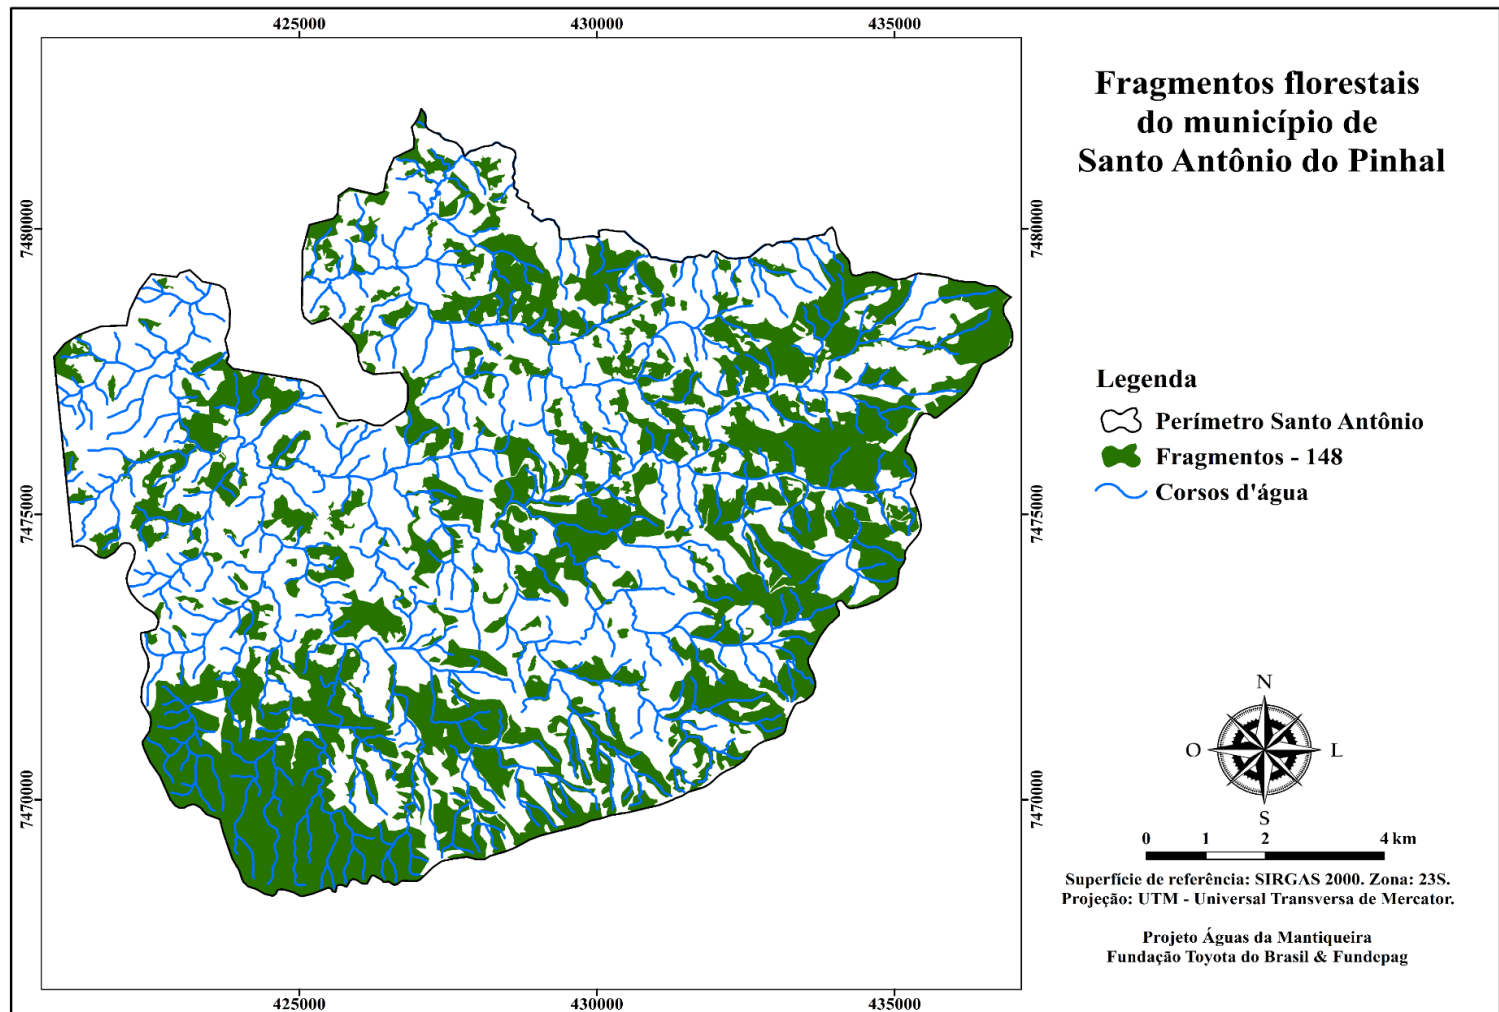 425000
430000
435000
Fragmentos florestais
do município de
Santo Antônio do Pinhal
7480000
7480000
Legenda
Perímetro Santo Antônio
Fragmentos - 148
Corsos d'água
7475000
7475000
N
O
L
S
7470000
7470000
0 1 2 4 km
Superfície de referência: SIRGAS 2000. Zona: 23S.
Projeção: UTM - Universal Transversa de Mercator.
Projeto Águas da Mantiqueira
Fundação Toyota do Brasil & Fundepag
425000
430000
435000